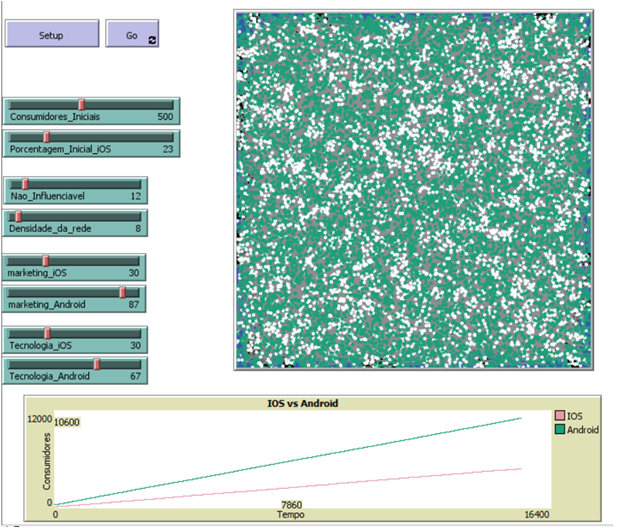 Setup
Go
Consumidores_Iniciais 500
Porcentagem_Inicial_iOS 23
Nao_Influenciavel 12
Densidade_da_rede 8
marketing_iOS 30
marketing_Android 87
Tecnologia_iOS 30
Tecnologia_Android 67
IOS vs Android
12000
10600
Consumidores
0
0
7860
Tempo
16400
IOS
Android